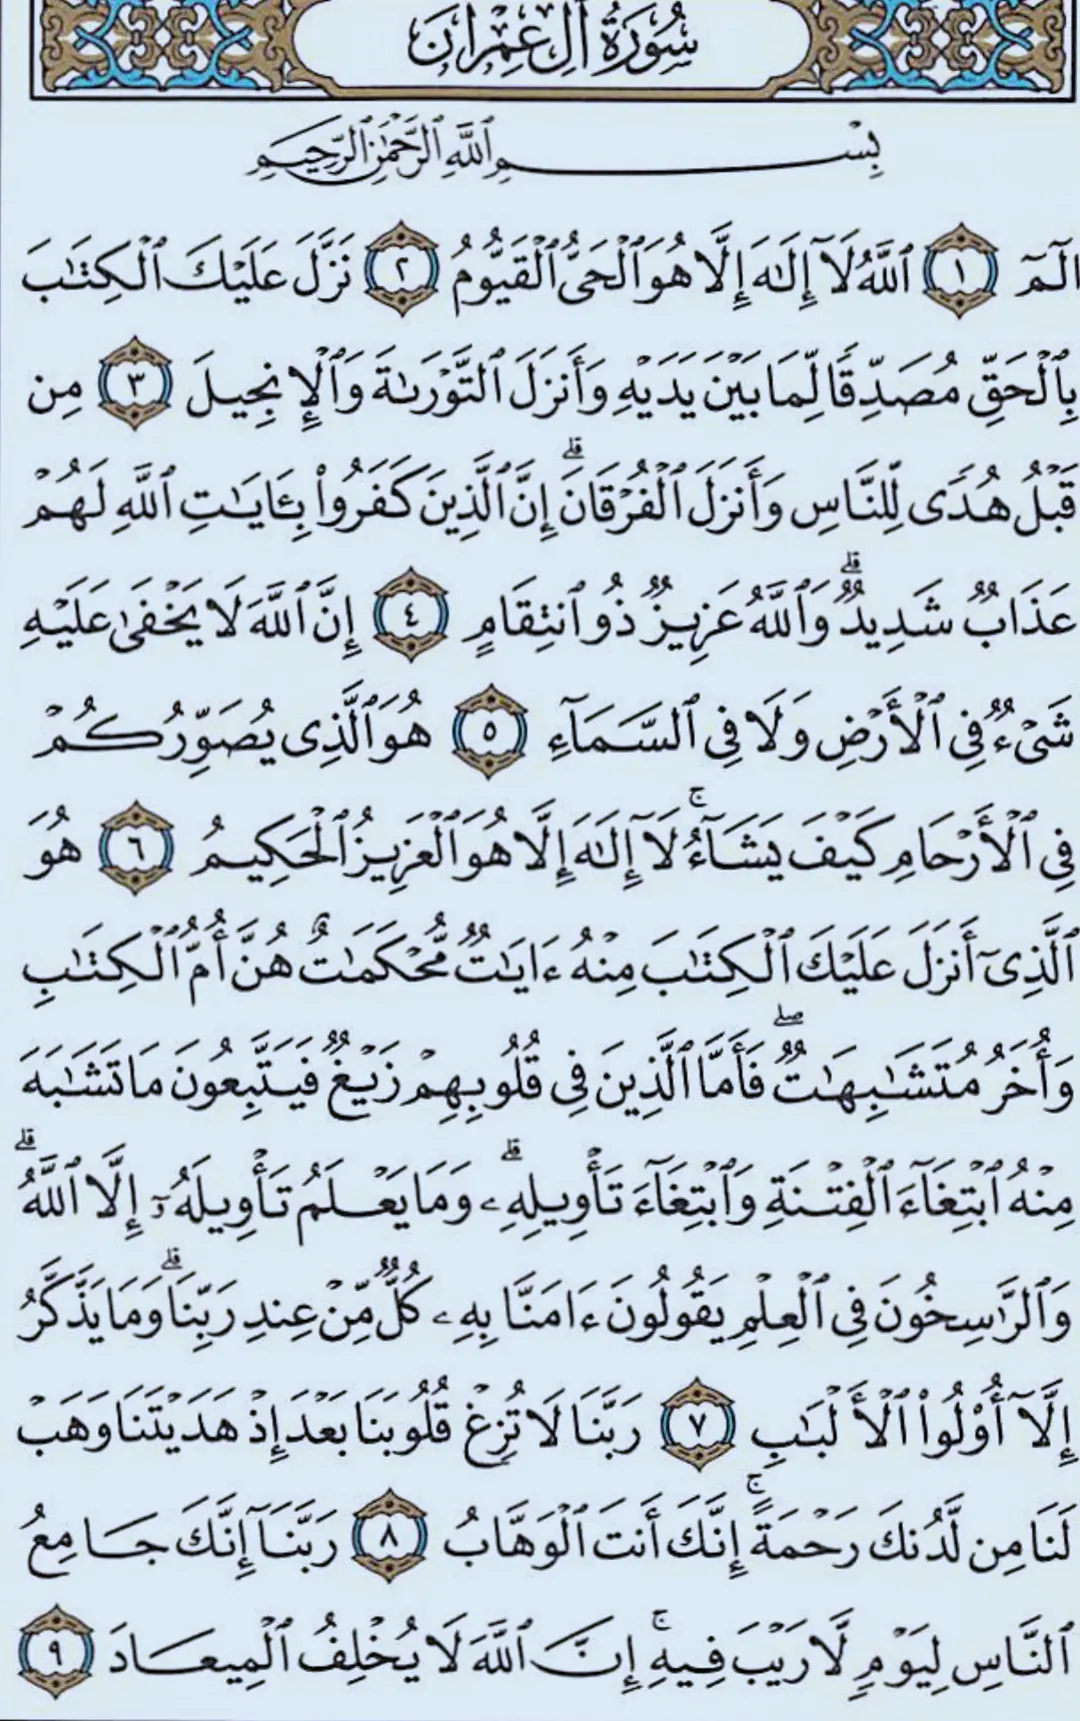 سُورَةُ آلِ عِمْرَانَ
بِسْمِ ٱللَّهِ ٱلرَّحْمَٰنِ ٱلرَّحِيمِ
الٓمٓ ١ ٱللَّهُ لَآ إِلَٰهَ إِلَّا هُوَ ٱلْحَىُّ ٱلْقَيُّومُ ٢ نَزَّلَ عَلَيْكَ ٱلْكِتَٰبَ
بِٱلْحَقِّ مُصَدِّقًا لِّمَا بَيْنَ يَدَيْهِ وَأَنزَلَ ٱلتَّوْرَىٰةَ وَٱلْإِنجِيلَ ٣ مِن
قَبْلُ هُدًى لِّلنَّاسِ وَأَنزَلَ ٱلْفُرْقَانَ ۗ إِنَّ ٱلَّذِينَ كَفَرُوا۟ بِـَٔايَٰتِ ٱللَّهِ لَهُمْ
عَذَابٌ شَدِيدٌ ۗ وَٱللَّهُ عَزِيزٌ ذُو ٱنتِقَامٍ ٤ إِنَّ ٱللَّهَ لَا يَخْفَىٰ عَلَيْهِ
شَىْءٌ فِى ٱلْأَرْضِ وَلَا فِى ٱلسَّمَآءِ ٥ هُوَ ٱلَّذِى يُصَوِّرُكُمْ
فِى ٱلْأَرْحَامِ كَيْفَ يَشَآءُ ۚ لَآ إِلَٰهَ إِلَّا هُوَ ٱلْعَزِيزُ ٱلْحَكِيمُ ٦ هُوَ
ٱلَّذِىٓ أَنزَلَ عَلَيْكَ ٱلْكِتَٰبَ مِنْهُ ءَايَٰتٌ مُّحْكَمَٰتٌ هُنَّ أُمُّ ٱلْكِتَٰبِ
وَأُخَرُ مُتَشَٰبِهَٰتٌ ۖ فَأَمَّا ٱلَّذِينَ فِى قُلُوبِهِمْ زَيْغٌ فَيَتَّبِعُونَ مَا تَشَٰبَهَ
مِنْهُ ٱبْتِغَآءَ ٱلْفِتْنَةِ وَٱبْتِغَآءَ تَأْوِيلِهِۦ ۗ وَمَا يَعْلَمُ تَأْوِيلَهُۥٓ إِلَّا ٱللَّهُ ۗ
وَٱلرَّٰسِخُونَ فِى ٱلْعِلْمِ يَقُولُونَ ءَامَنَّا بِهِۦ كُلٌّ مِّنْ عِندِ رَبِّنَا ۗ وَمَا يَذَّكَّرُ
إِلَّآ أُو۟لُوا۟ ٱلْأَلْبَٰبِ ٧ رَبَّنَا لَا تُزِغْ قُلُوبَنَا بَعْدَ إِذْ هَدَيْتَنَا وَهَبْ
لَنَا مِن لَّدُنكَ رَحْمَةً ۚ إِنَّكَ أَنتَ ٱلْوَهَّابُ ٨ رَبَّنَآ إِنَّكَ جَامِعُ
ٱلنَّاسِ لِيَوْمٍ لَّا رَيْبَ فِيهِ ۚ إِنَّ ٱللَّهَ لَا يُخْلِفُ ٱلْمِيعَادَ ٩